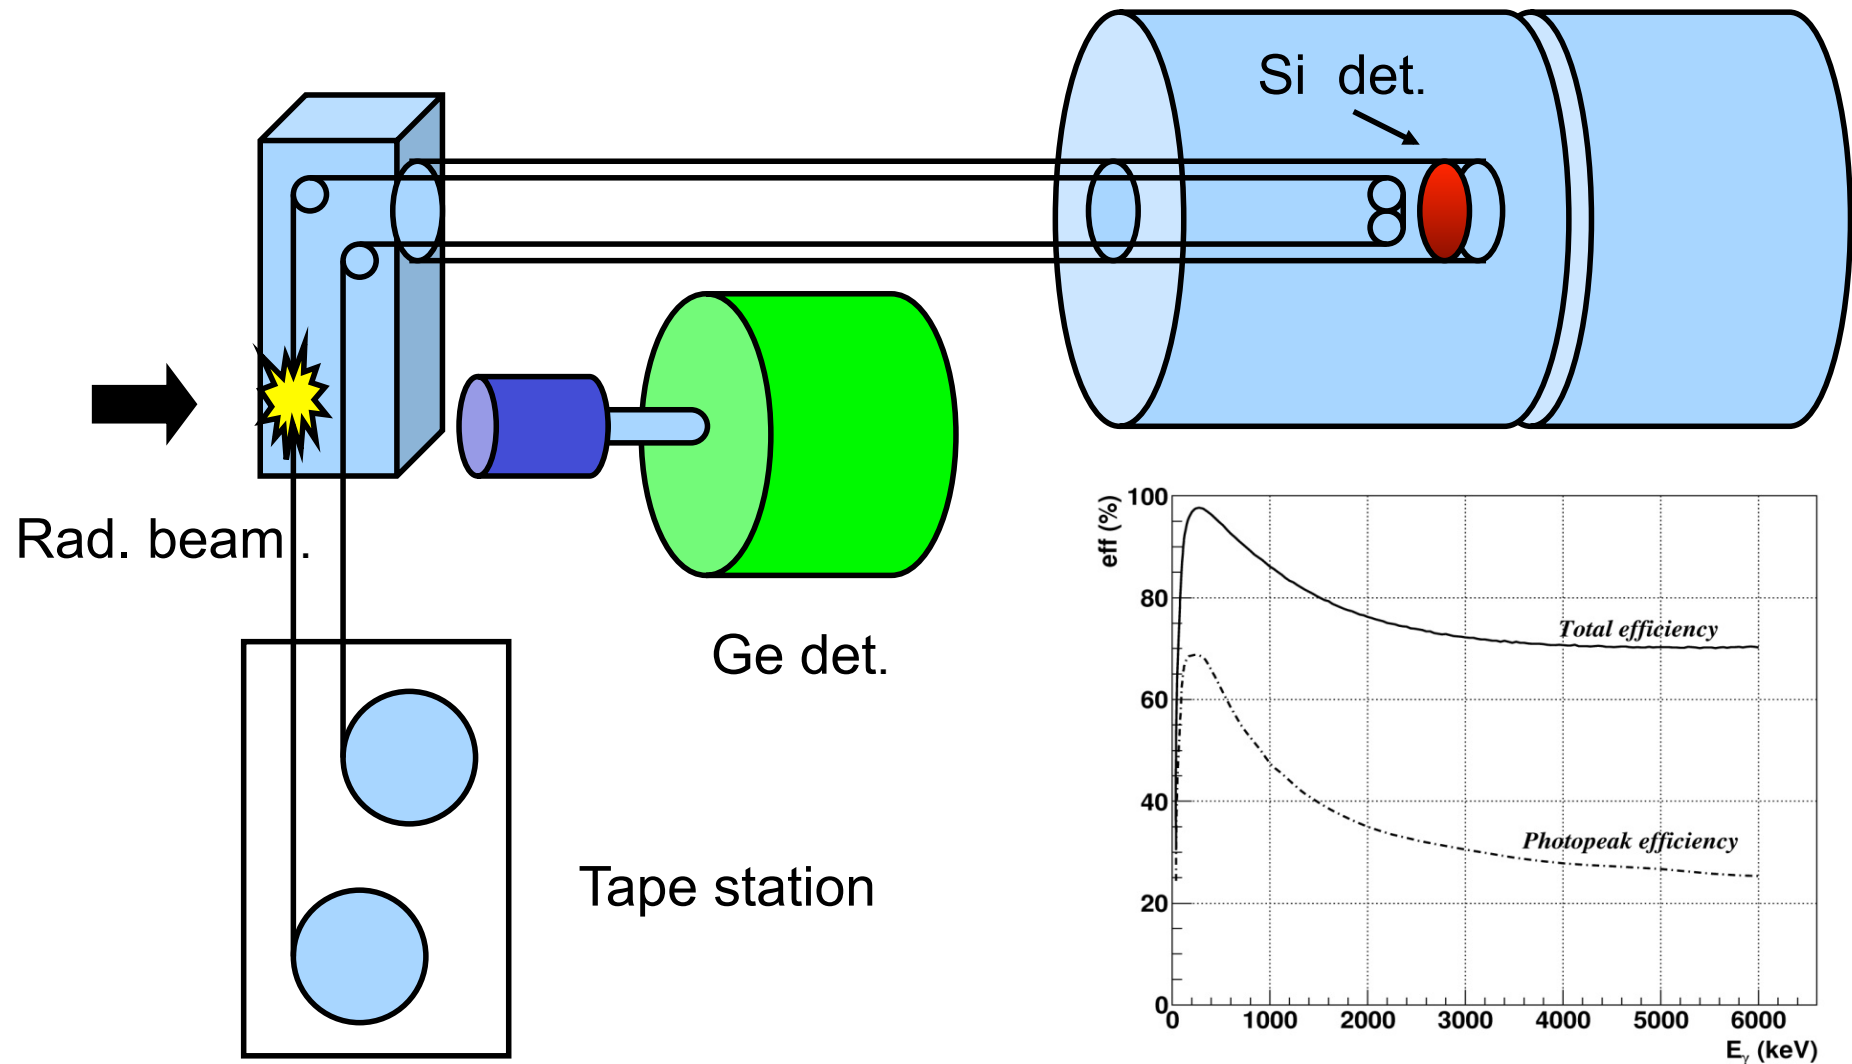 Si  det.
Rad. beam .
Ge det.
Tape station
eff (%)
100
80
60
40
20
0
Total efficiency
Photopeak efficiency
0 1000 2000 3000 4000 5000 6000
Eγ (keV)